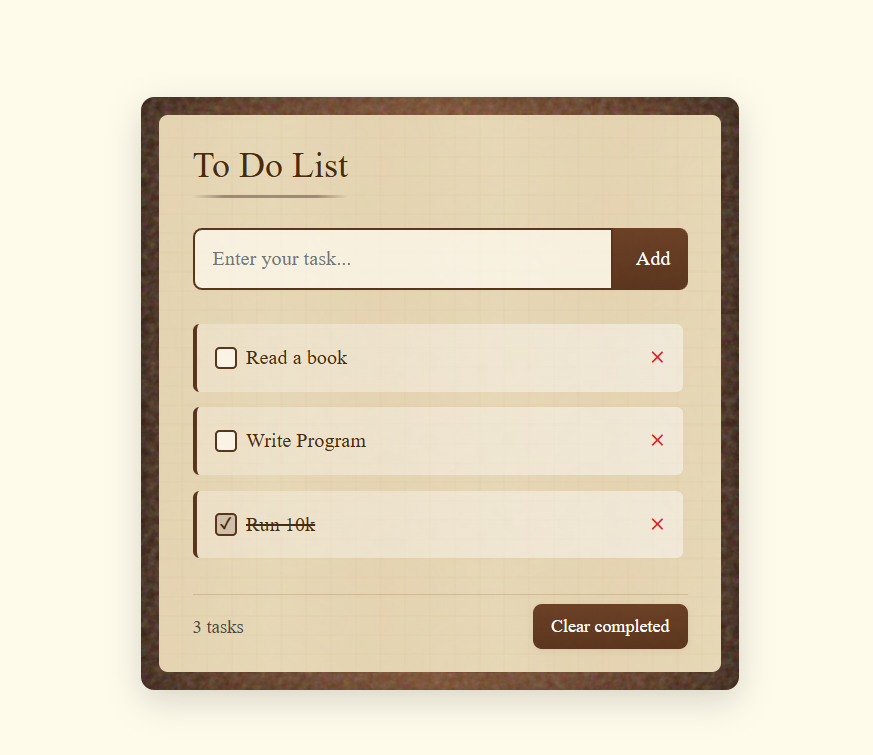 To Do List
Enter your task...
Add
Read a book
×
Write Program
×
Run 10k
×
3 tasks
Clear completed